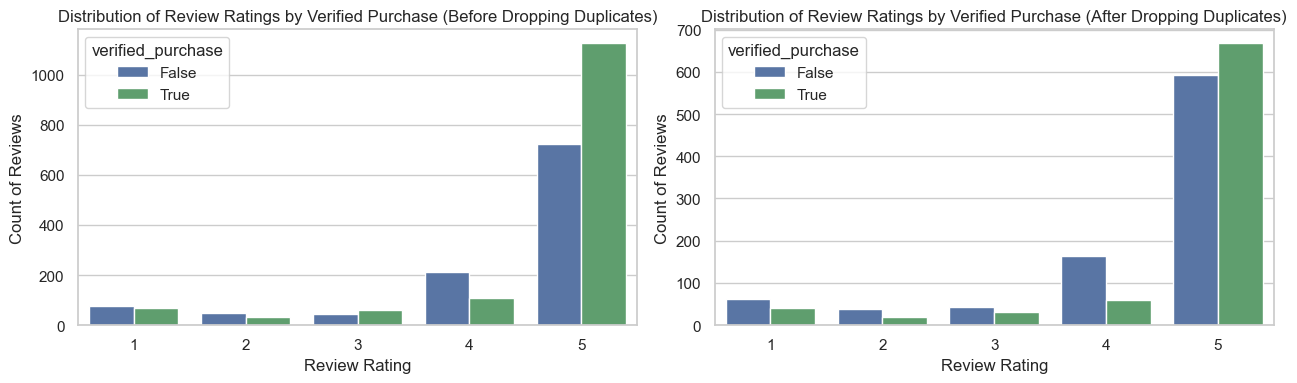 Distribution of Review Ratings by Verified Purchase (Before Dropping Duplicates)
verified_purchase
False
True
1000
800
600
400
200
0
Count of Reviews
1 2 3 4 5
Review Rating
Distribution of Review Ratings by Verified Purchase (After Dropping Duplicates)
verified_purchase
False
True
700
600
500
400
300
200
100
0
Count of Reviews
1 2 3 4 5
Review Rating